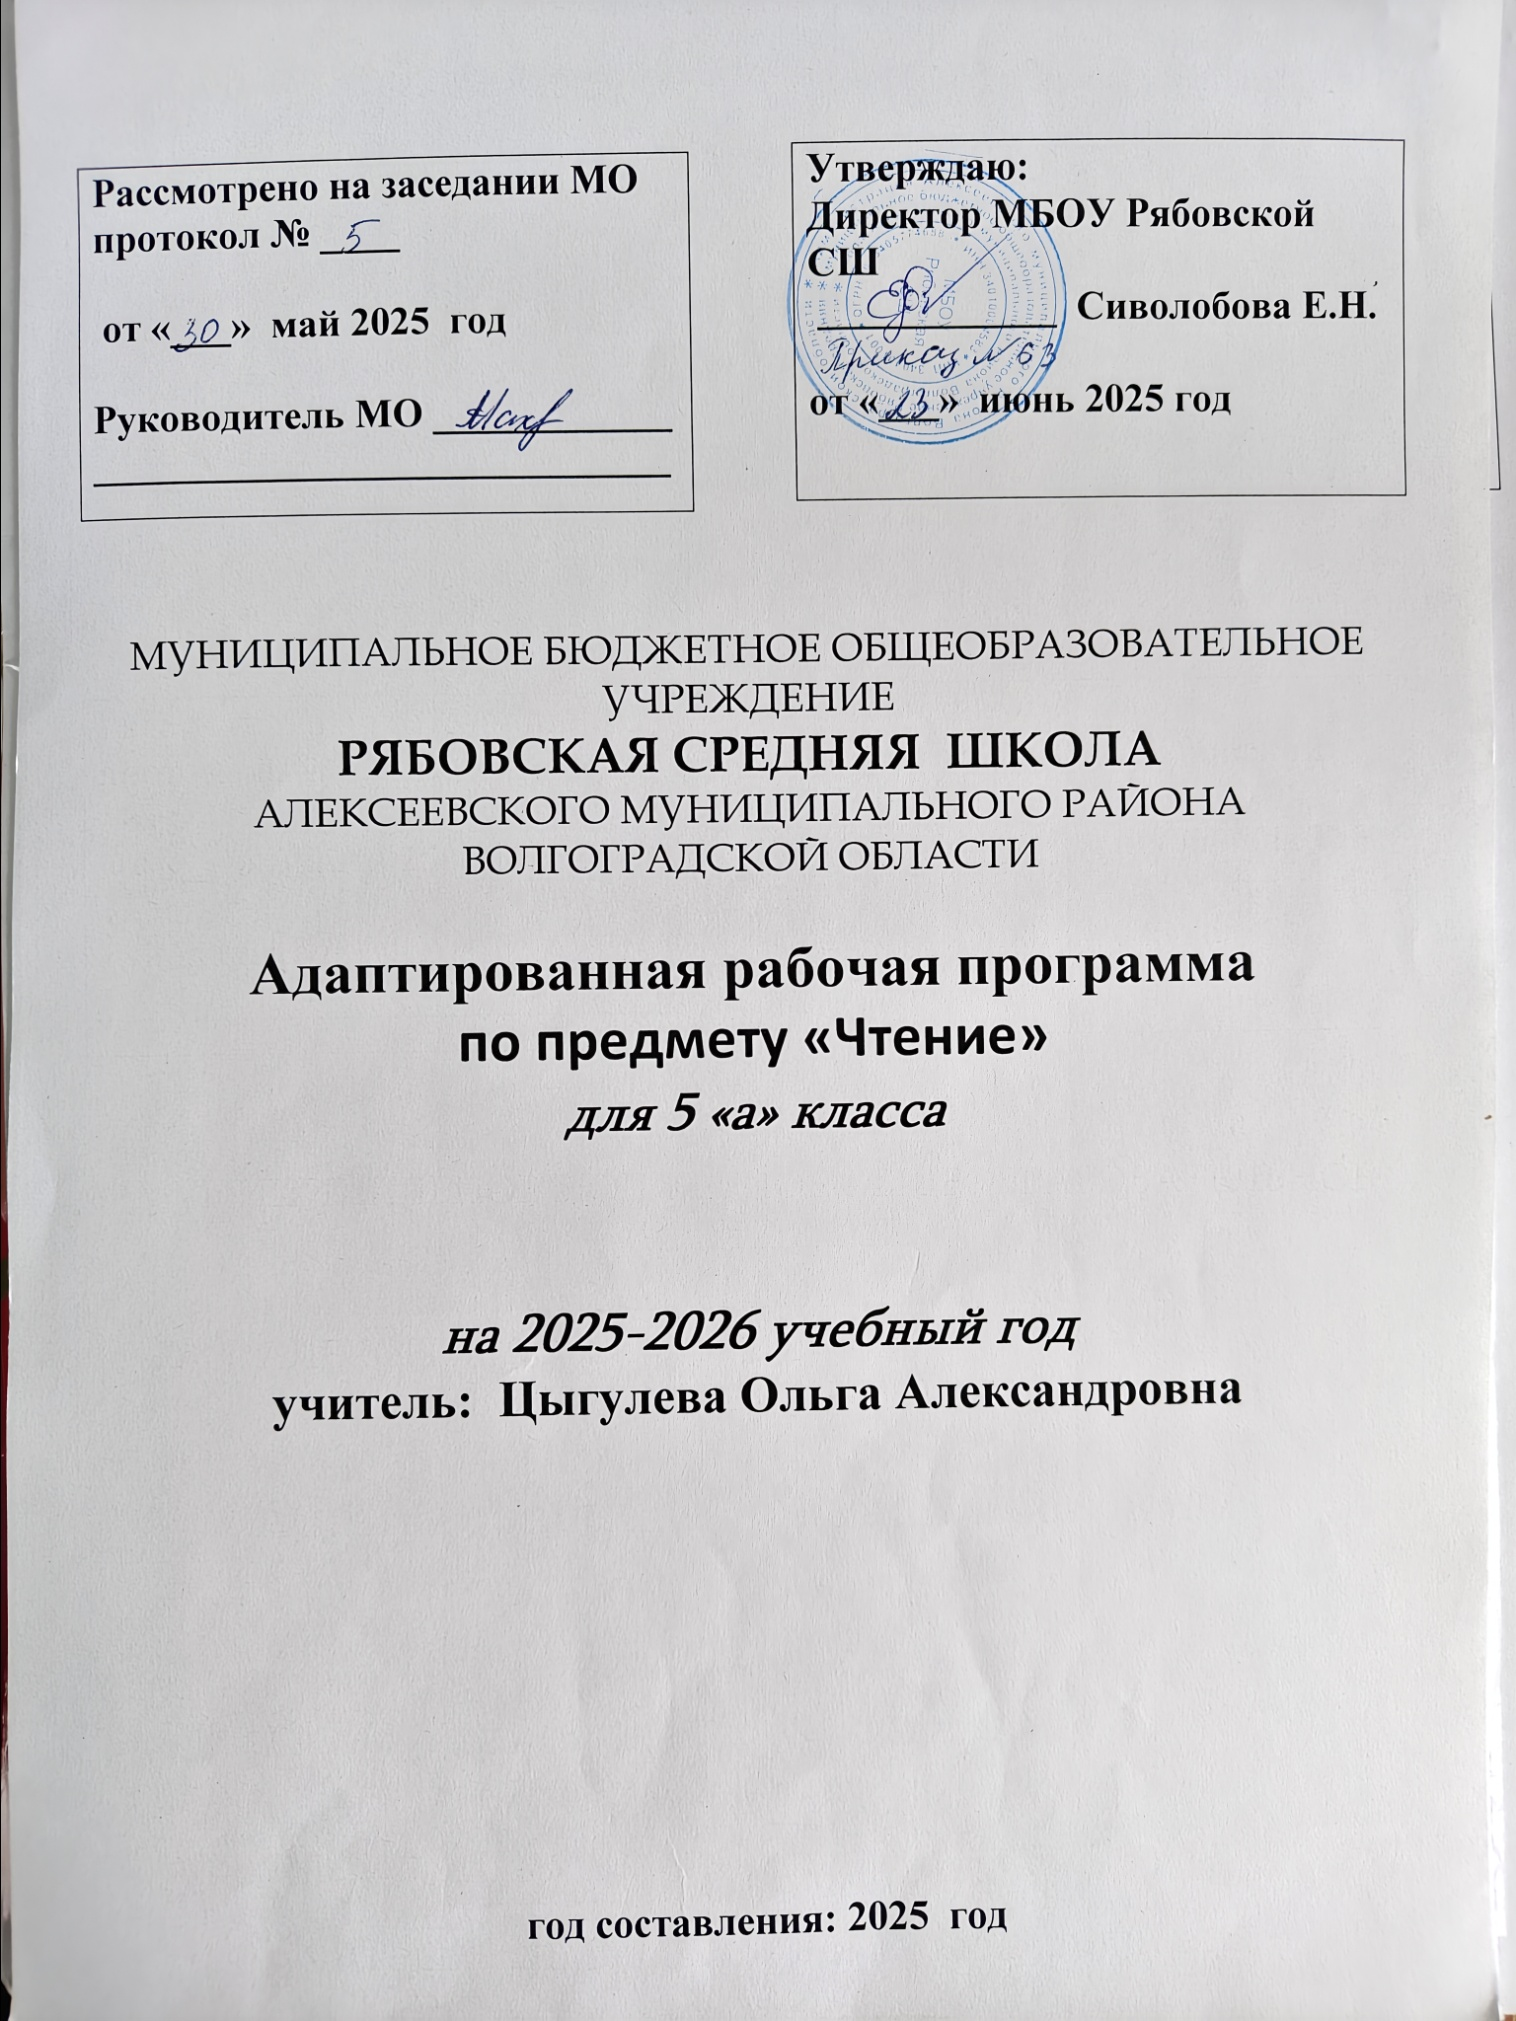 Рассмотрено на заседании МО
протокол № 5
от «30» май 2025 год
Руководитель МО
Утверждаю:
Директор МБОУ Рябовской
СШ
Сиволобова Е.Н.
Приказ № 63
от «23» июнь 2025 год
МУНИЦИПАЛЬНОЕ БЮДЖЕТНОЕ ОБЩЕОБРАЗОВАТЕЛЬНОЕ
УЧРЕЖДЕНИЕ
РЯБОВСКАЯ СРЕДНЯЯ ШКОЛА
АЛЕКСЕЕВСКОГО МУНИЦИПАЛЬНОГО РАЙОНА
ВОЛГОГРАДСКОЙ ОБЛАСТИ
Адаптированная рабочая программа
по предмету «Чтение»
для 5 «а» класса
на 2025-2026 учебный год
учитель: Цыгулева Ольга Александровна
год составления: 2025 год